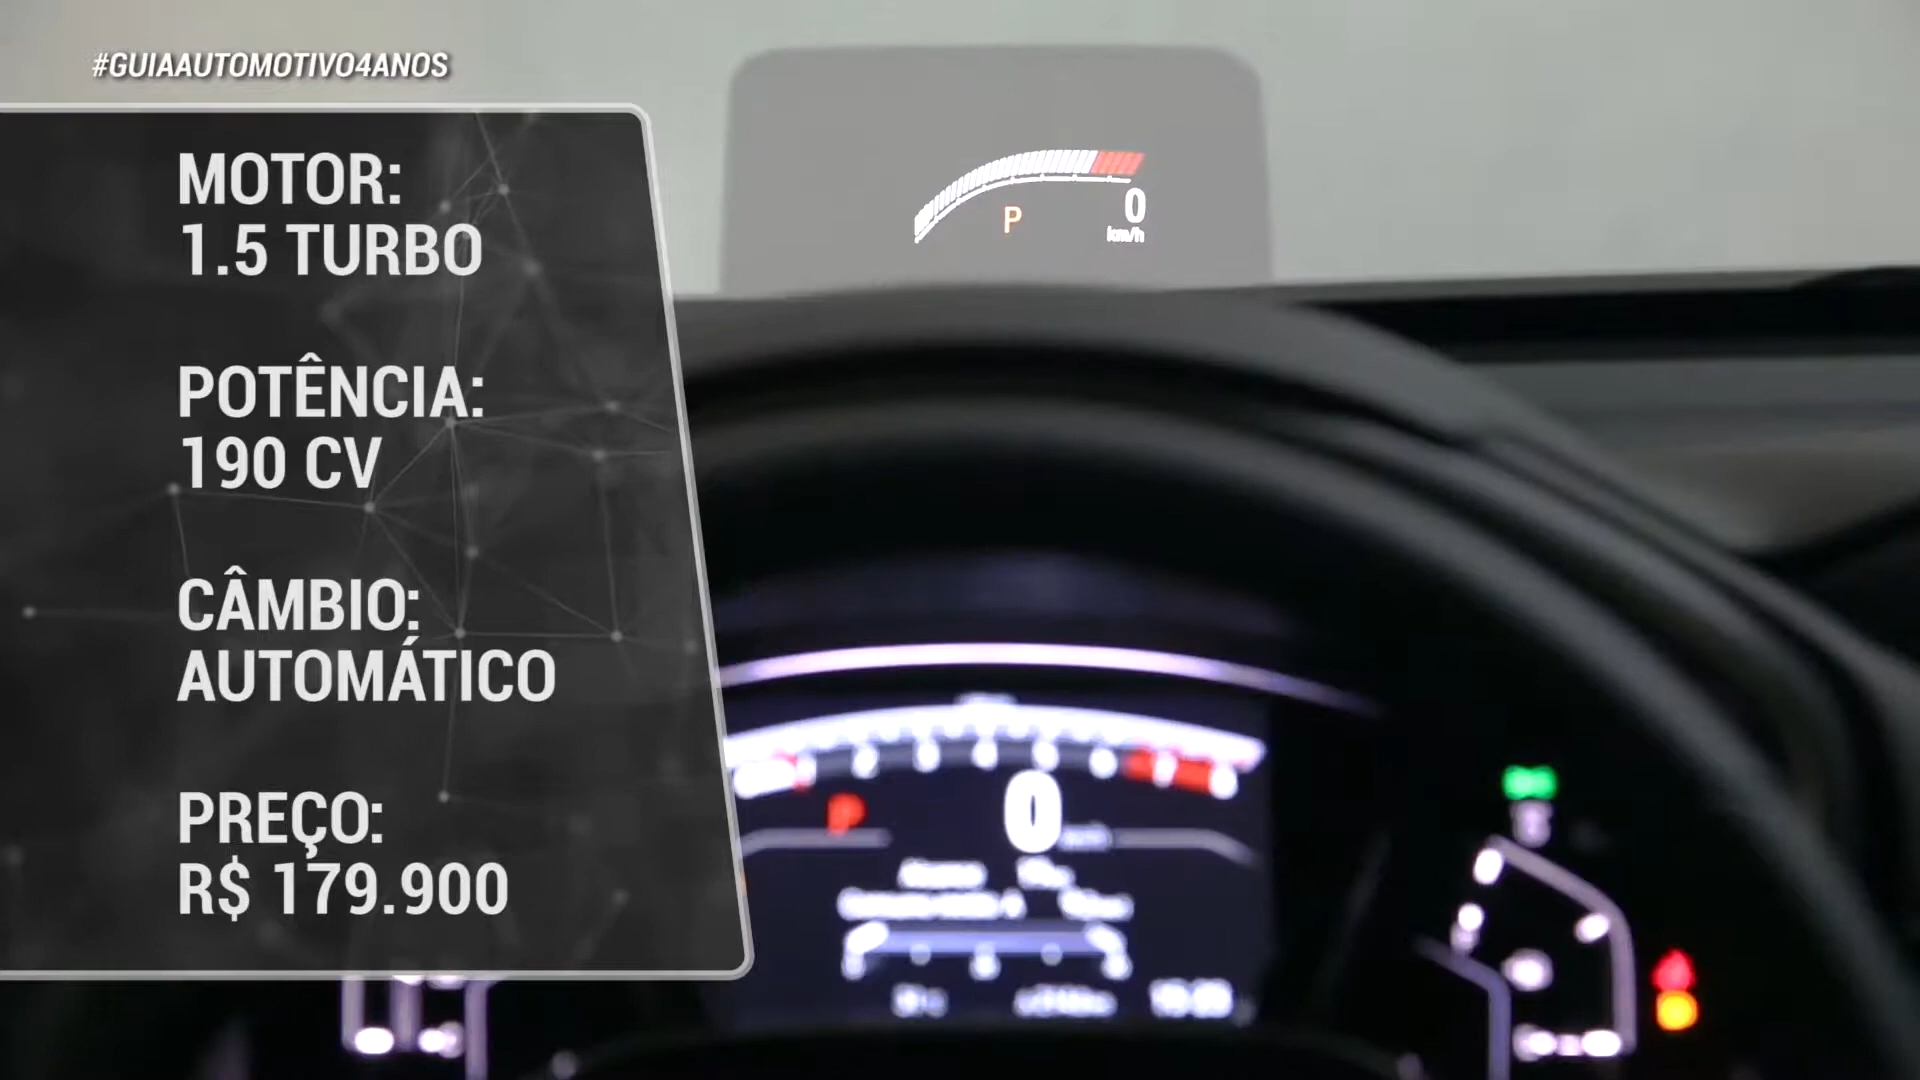 #GUIAAUTOMOTIVO4ANOS
MOTOR:
1.5 TURBO
POTÊNCIA:
190 CV
CÂMBIO:
AUTOMÁTICO
PREÇO:
R$ 179.900
P
0
km/h
P
0